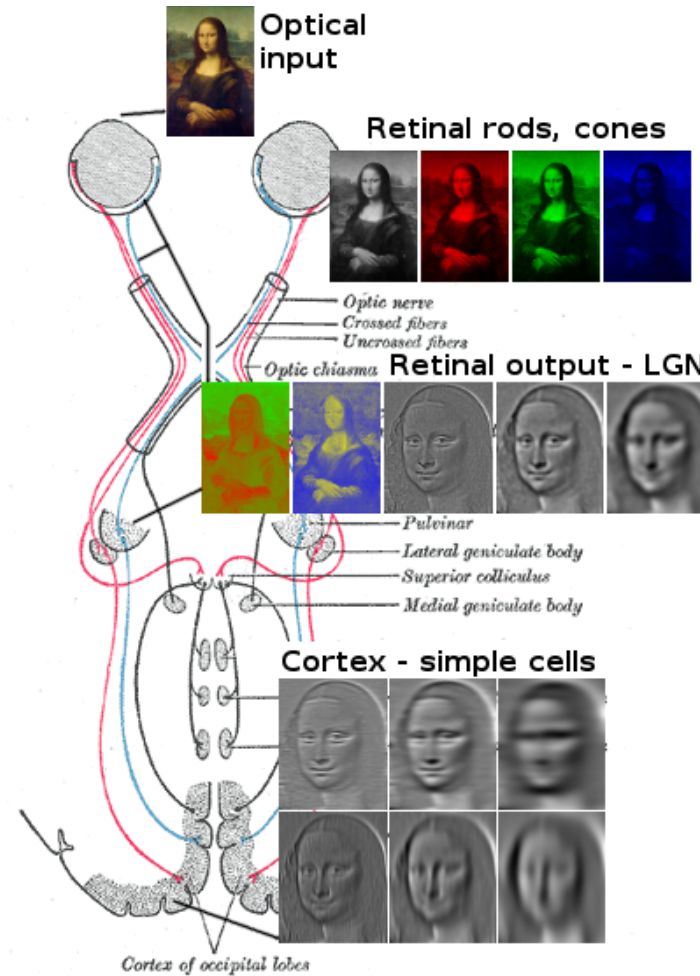 Optical
input
Retinal rods, cones
Optic nerve
Crossed fibers
Uncrossed fibers
Optic chiasma
Retinal output - LGN
Pulvinar
Lateral geniculate body
Superior colliculus
Medial geniculate body
Cortex - simple cells
Cortex of occipital lobes